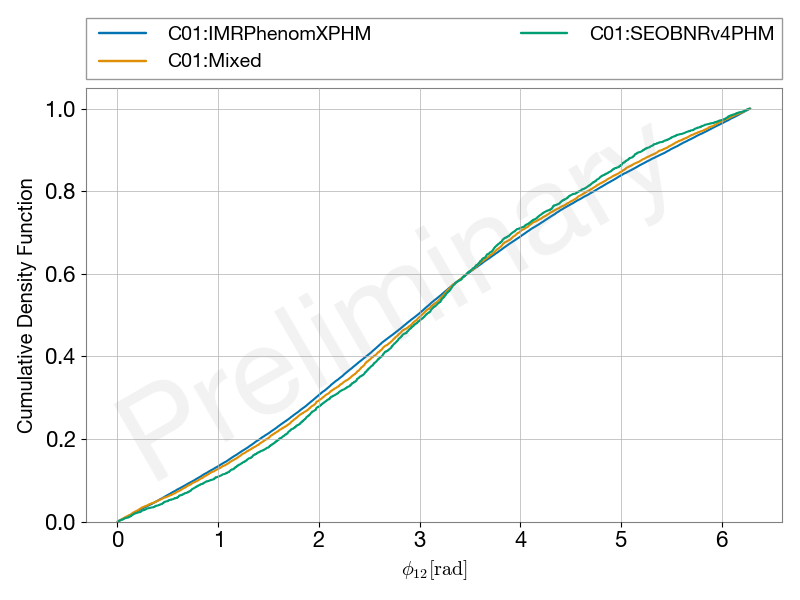 C01:IMRPhenomXPHM
C01:Mixed
C01:SEOBNRv4PHM
Preliminary
Cumulative Density Function
1.0
0.8
0.6
0.4
0.2
0.0
0 1 2 3 4 5 6
ϕ₁₂[rad]